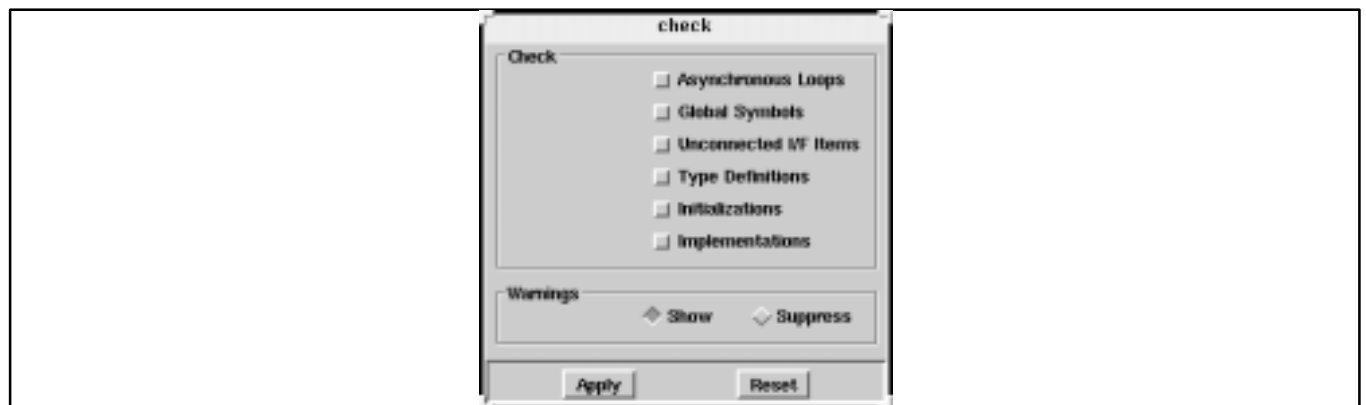 check
Check
Asynchronous Loops
Global Symbols
Unconnected I/F Items
Type Definitions
Initializations
Implementations
Warnings
Show Suppress
Apply Reset